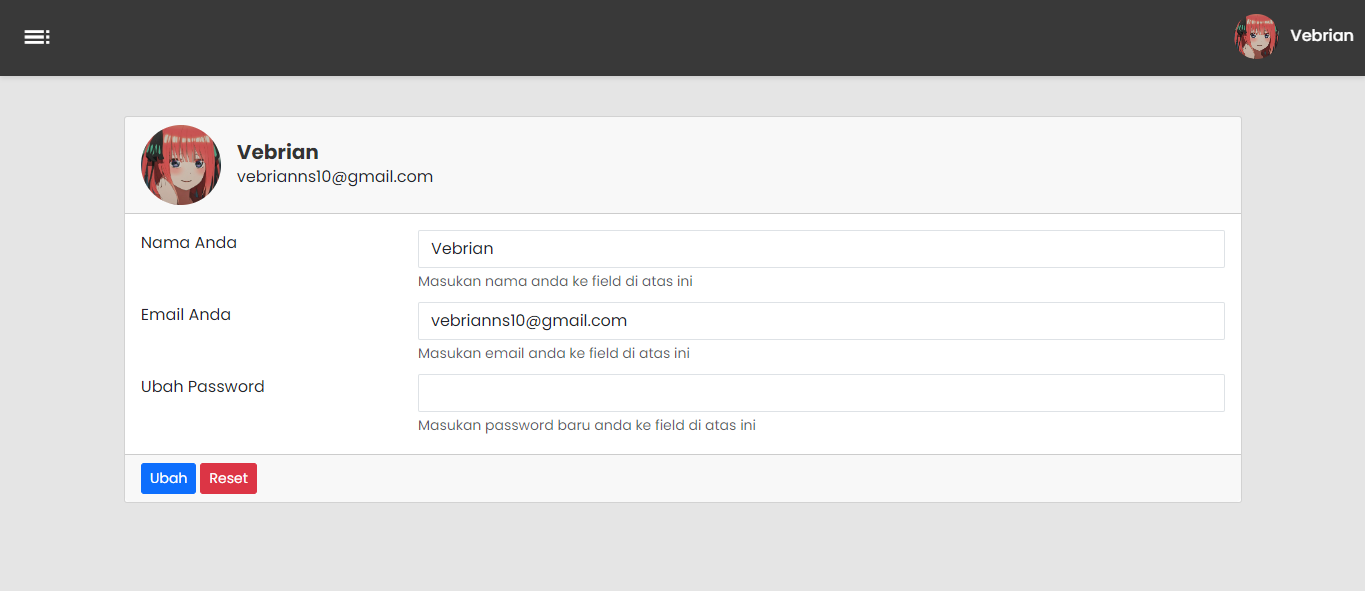 Vebrian
Vebrian
vebrianns10@gmail.com
Nama Anda
Vebrian
Masukan nama anda ke field di atas ini
Email Anda
vebrianns10@gmail.com
Masukan email anda ke field di atas ini
Ubah Password
Masukan password baru anda ke field di atas ini
Ubah Reset